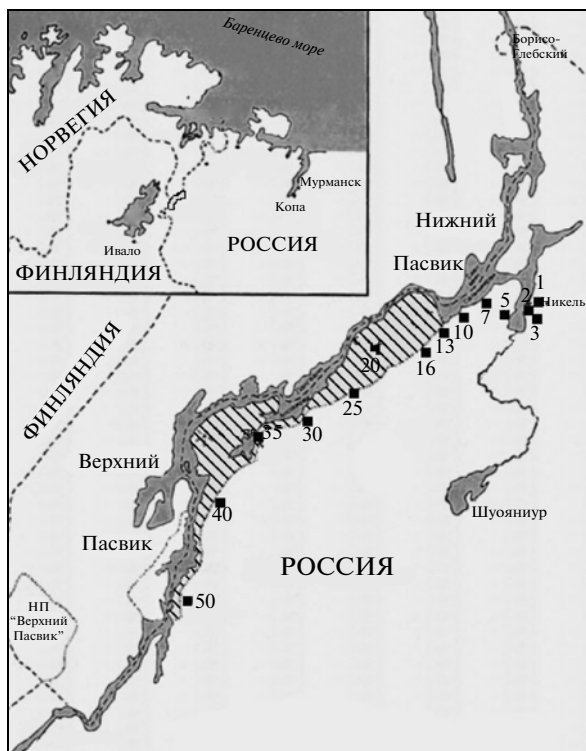 Баренцево море
НОРВЕГИЯ
Мурманск
Копа
Ивало
РОССИЯ
ФИНЛЯНДИЯ
Борисо-
Глебский
Нижний
Пасвик
1
2
Никель
3
5
7
10
13
16
20
25
30
35
ФИНЛЯНДИЯ
Верхний
40
Шуояниур
Пасвик
РОССИЯ
50
НП
“Верхний
Пасвик”